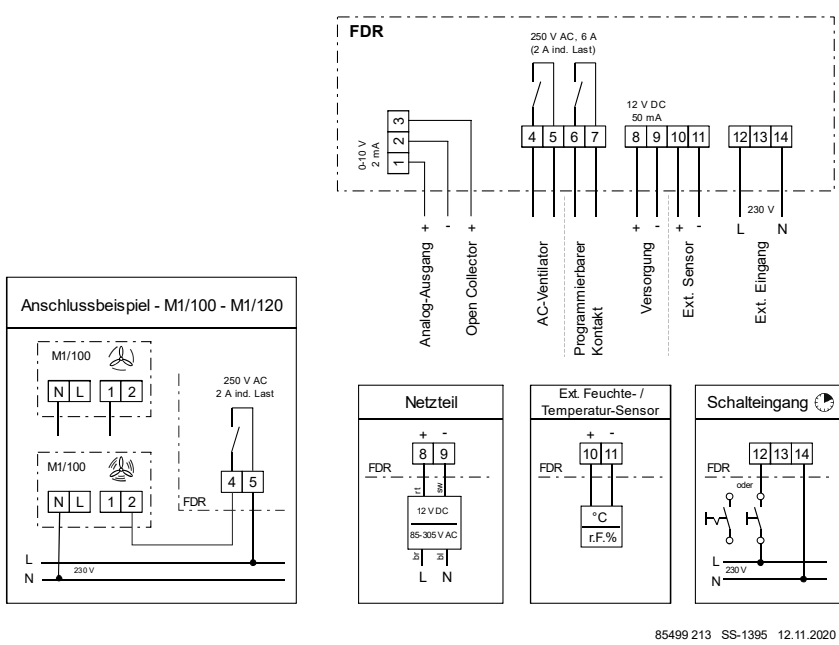 FDR
250 V AC, 6 A
(2 A ind. Last)
12 V DC
50 mA
0-10 V
2 mA
3
2
1
4 5 6 7
8 9 10 11
12 13 14
230 V
+ - +
+ - + -
L N
Analog-Ausgang
Open Collector
AC-Ventilator
Programmierbarer
Kontakt
Versorgung
Ext. Sensor
Ext. Eingang
Anschlussbeispiel - M1/100 - M1/120
M1/100
N L 1 2
250 V AC
2 A ind. Last
M1/100
N L 1 2
4 5
FDR
L
N
230 V
Netzteil
+ -
8 9
FDR
rt sw
12 V DC
85-305 V AC
br bl
L N
Ext. Feuchte- /
Temperatur-Sensor
+ -
10 11
FDR
°C
r.F.%
Schalteingang
12 13 14
FDR
oder
L
230 V
N
85499 213 SS-1395 12.11.2020